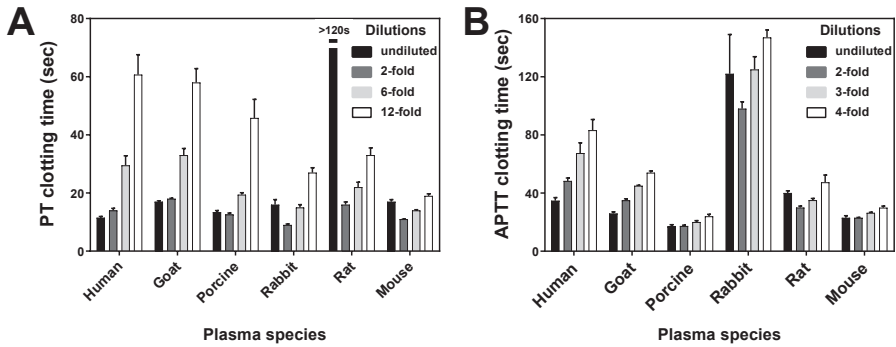 A
PT clotting time (sec)
80
60
40
20
0
>120s
Dilutions
undiluted
2-fold
6-fold
12-fold
Human
Goat
Porcine
Rabbit
Rat
Mouse
Plasma species
B
APTT clotting time (sec)
160
120
80
40
0
Dilutions
undiluted
2-fold
3-fold
4-fold
Human
Goat
Porcine
Rabbit
Rat
Mouse
Plasma species